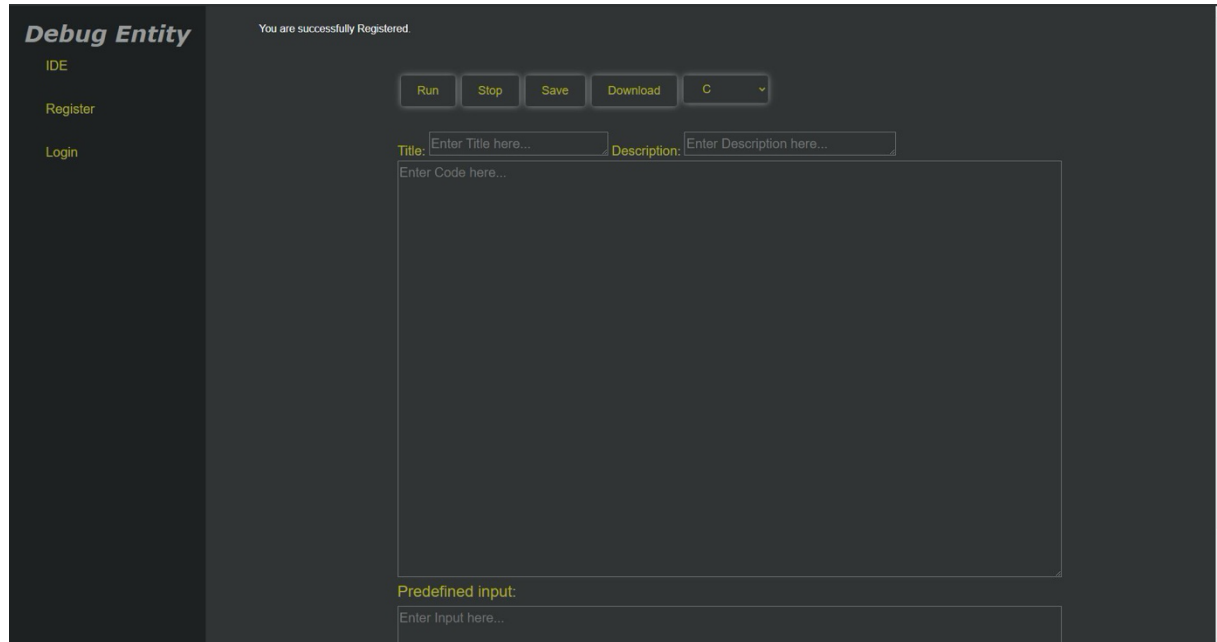 Debug Entity
IDE
Register
Login
You are successfully Registered.
Run Stop Save Download C
Title: Enter Title here... Description: Enter Description here...
Enter Code here...
Predefined input:
Enter Input here...